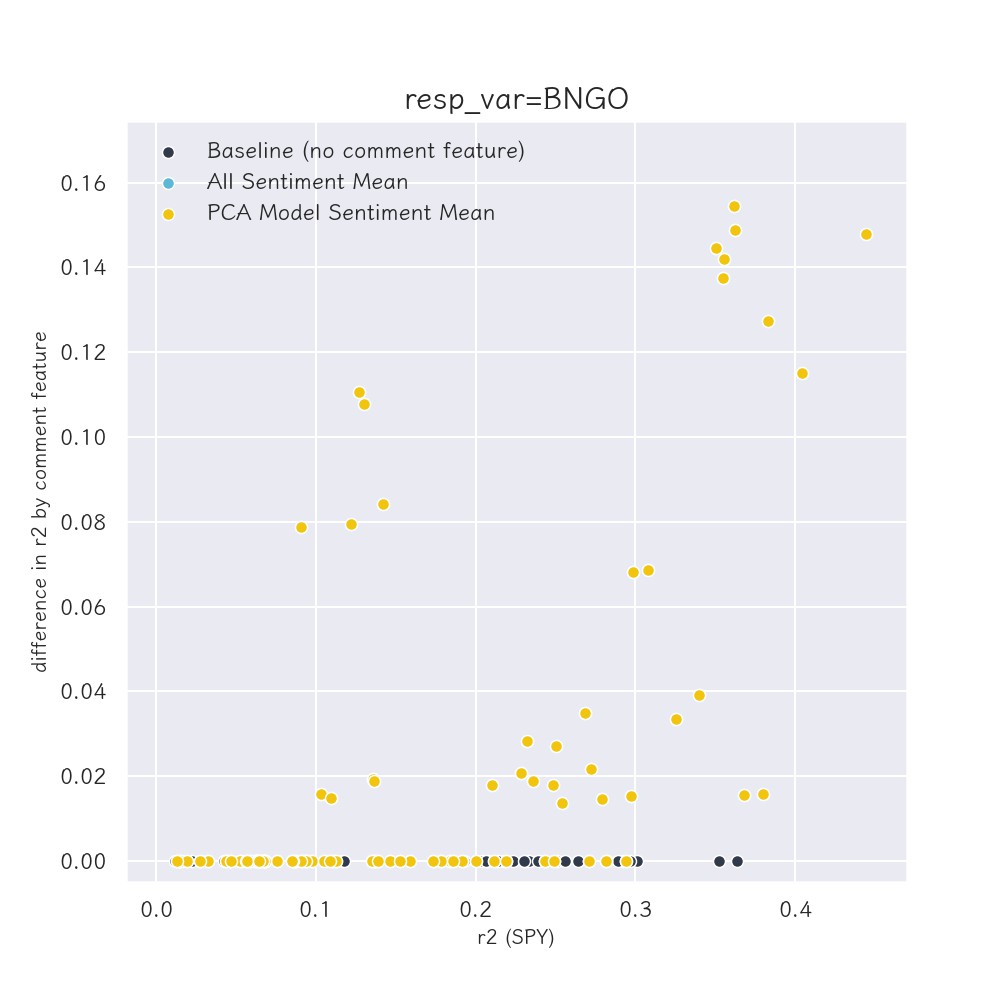 resp_var=BNGO
Baseline (no comment feature)
All Sentiment Mean
PCA Model Sentiment Mean
difference in r2 by comment feature
0.16
0.14
0.12
0.10
0.08
0.06
0.04
0.02
0.00
0.0 0.1 0.2 0.3 0.4
r2 (SPY)